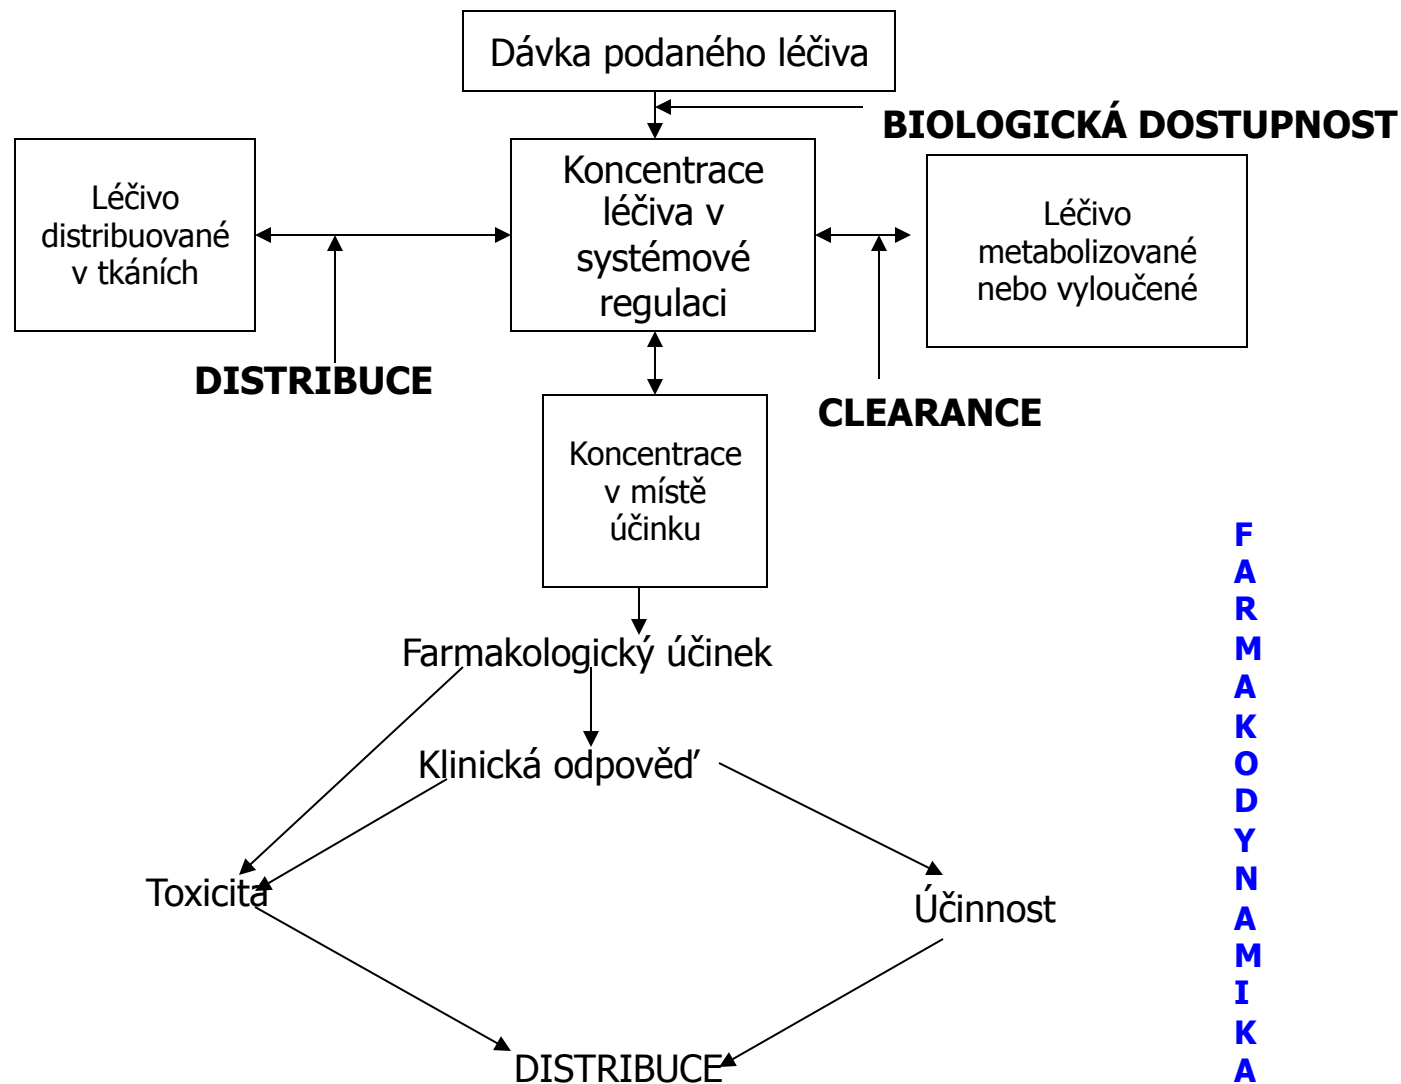 Dávka podaného léčiva
BIOLOGICKÁ DOSTUPNOST
Léčivo
distribuované
v tkáních
Koncentrace
léčiva v
systémové
regulaci
Léčivo
metabolizované
nebo vyloučené
DISTRIBUCE
CLEARANCE
Koncentrace
v místě
účinku
Farmakologický účinek
Klinická odpověď
Toxicita
Účinnost
DISTRIBUCE
F
A
R
M
A
K
O
D
Y
N
A
M
I
K
A